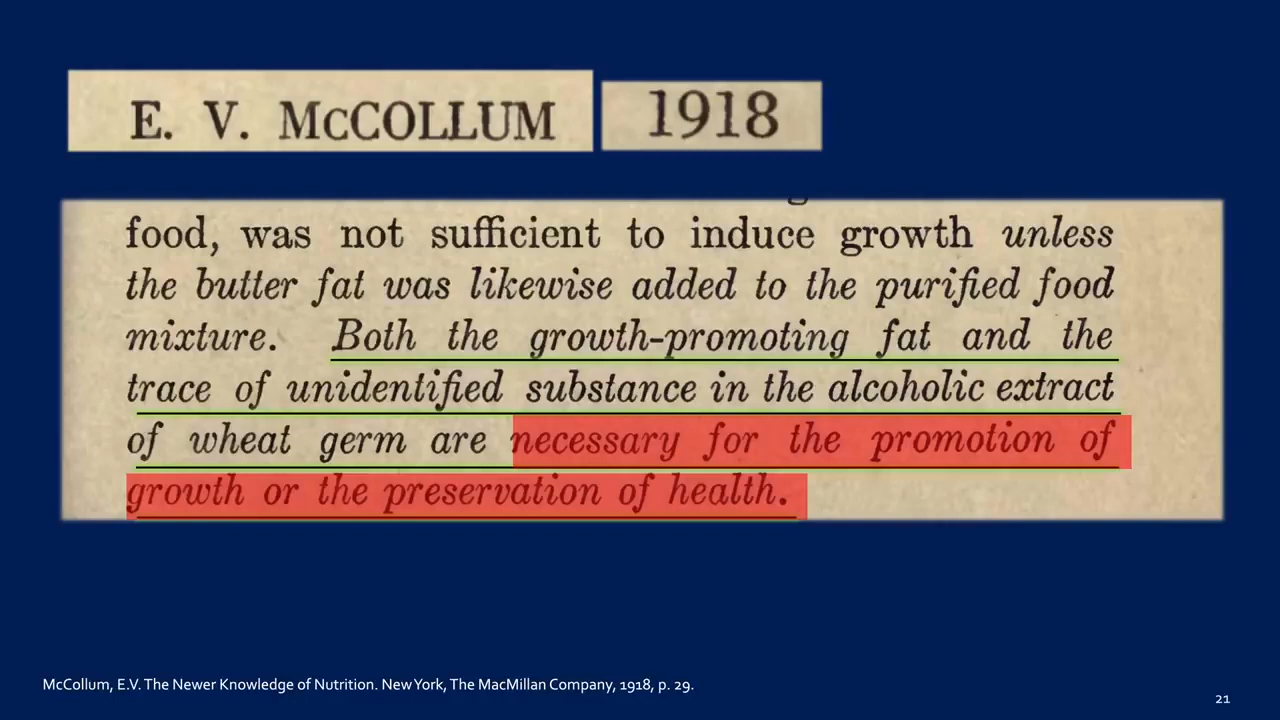 E. V. McCOLLUM 1918
food, was not sufficient to induce growth unless
the butter fat was likewise added to the purified food
mixture. Both the growth-promoting fat and the
trace of unidentified substance in the alcoholic extract
of wheat germ are necessary for the promotion of
growth or the preservation of health.
McCollum, E.V. The Newer Knowledge of Nutrition. New York, The MacMillan Company, 1918, p. 29.
21